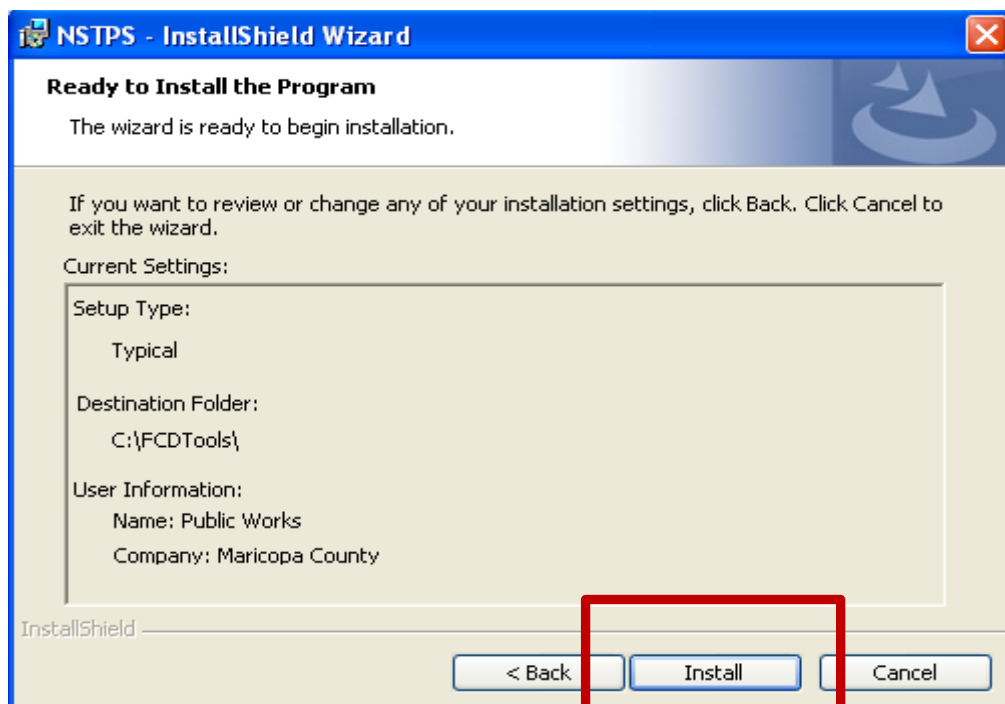 NSTPS - InstallShield Wizard
Ready to Install the Program
The wizard is ready to begin installation.
If you want to review or change any of your installation settings, click Back. Click Cancel to
exit the wizard.
Current Settings:
Setup Type:
Typical
Destination Folder:
C:\FCDTools\
User Information:
Name: Public Works
Company: Maricopa County
InstallShield
< Back
Install
Cancel